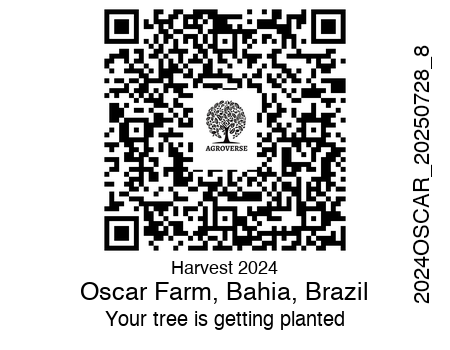 AGROVERSE
Harvest 2024
Oscar Farm, Bahia, Brazil
Your tree is getting planted
2024OSCAR_20250728_8